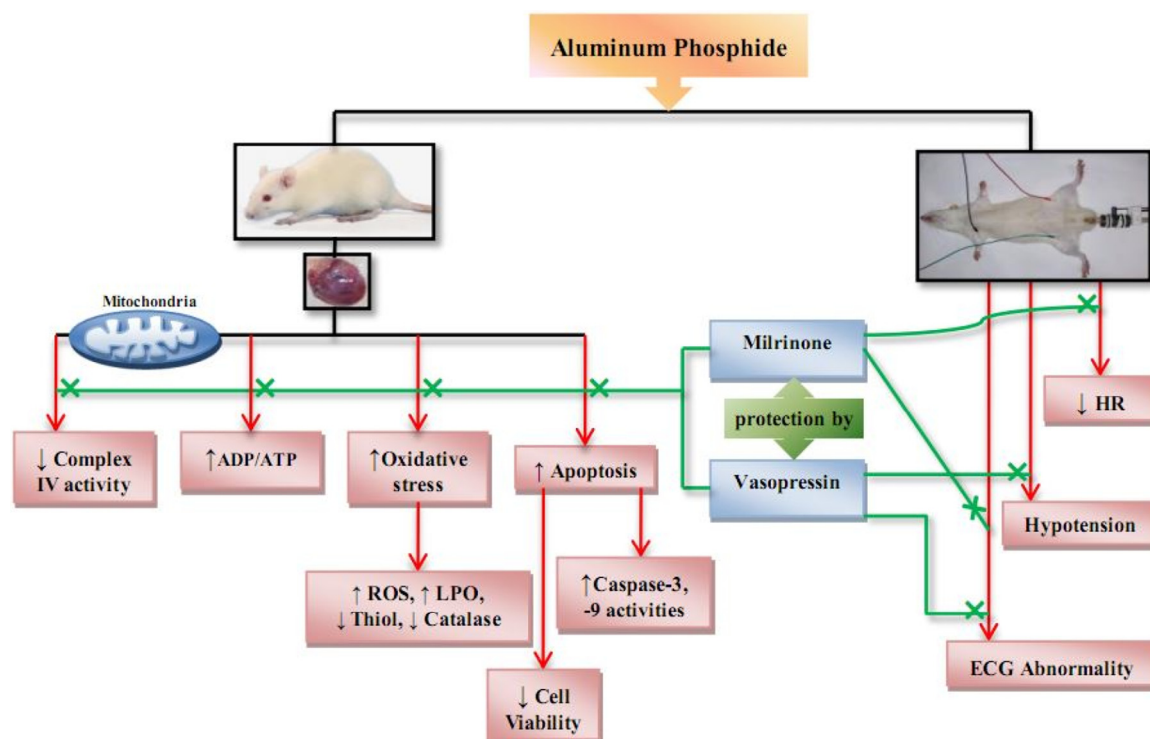 Aluminum Phosphide
Mitochondria
Milrinone
protection by
Vasopressin
↓ HR
Hypotension
ECG Abnormality
↓ Complex
IV activity
↑ADP/ATP
↑Oxidative
stress
↑ Apoptosis
↑ ROS, ↑ LPO,
↓ Thiol, ↓ Catalase
↑Caspase-3,
-9 activities
↓ Cell
Viability